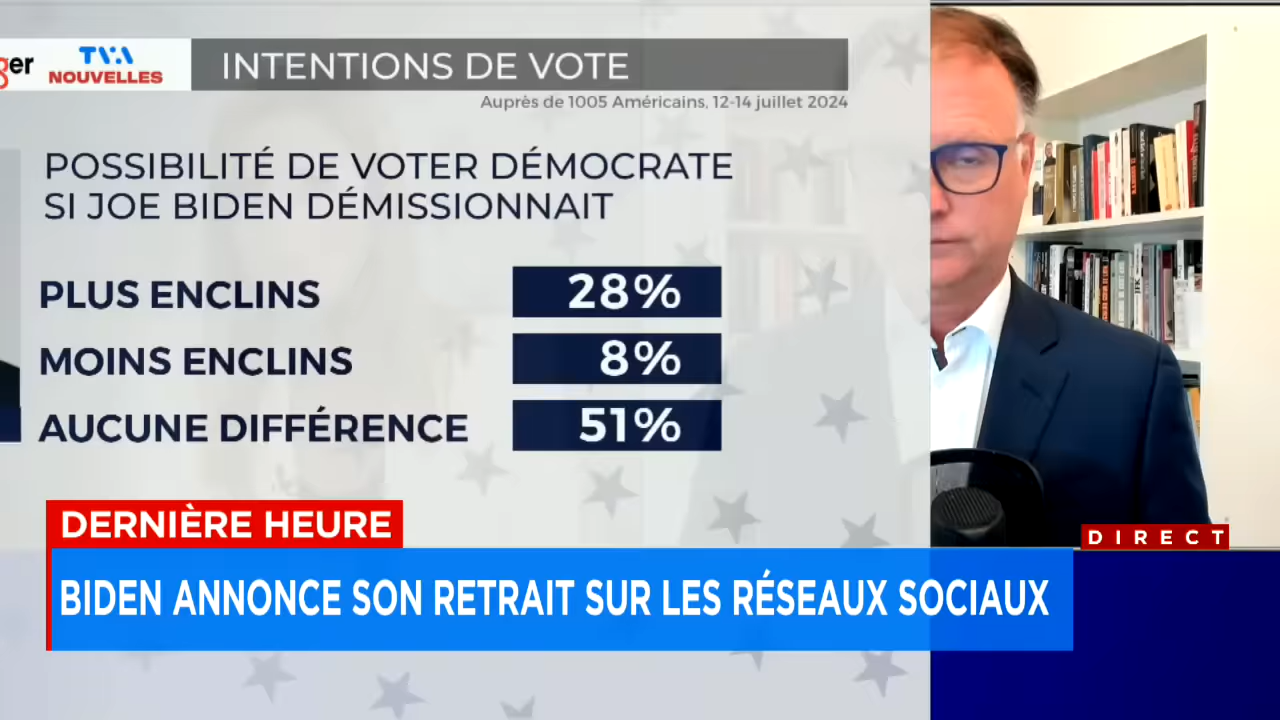 ger
TVA
NOUVELLES
INTENTIONS DE VOTE
Auprès de 1005 Américains, 12-14 juillet 2024
POSSIBILITÉ DE VOTER DÉMOCRATE
SI JOE BIDEN DÉMISSIONNAIT
PLUS ENCLINS 28%
MOINS ENCLINS 8%
AUCUNE DIFFÉRENCE 51%
DERNIÈRE HEURE
DIRECT
BIDEN ANNONCE SON RETRAIT SUR LES RÉSEAUX SOCIAUX